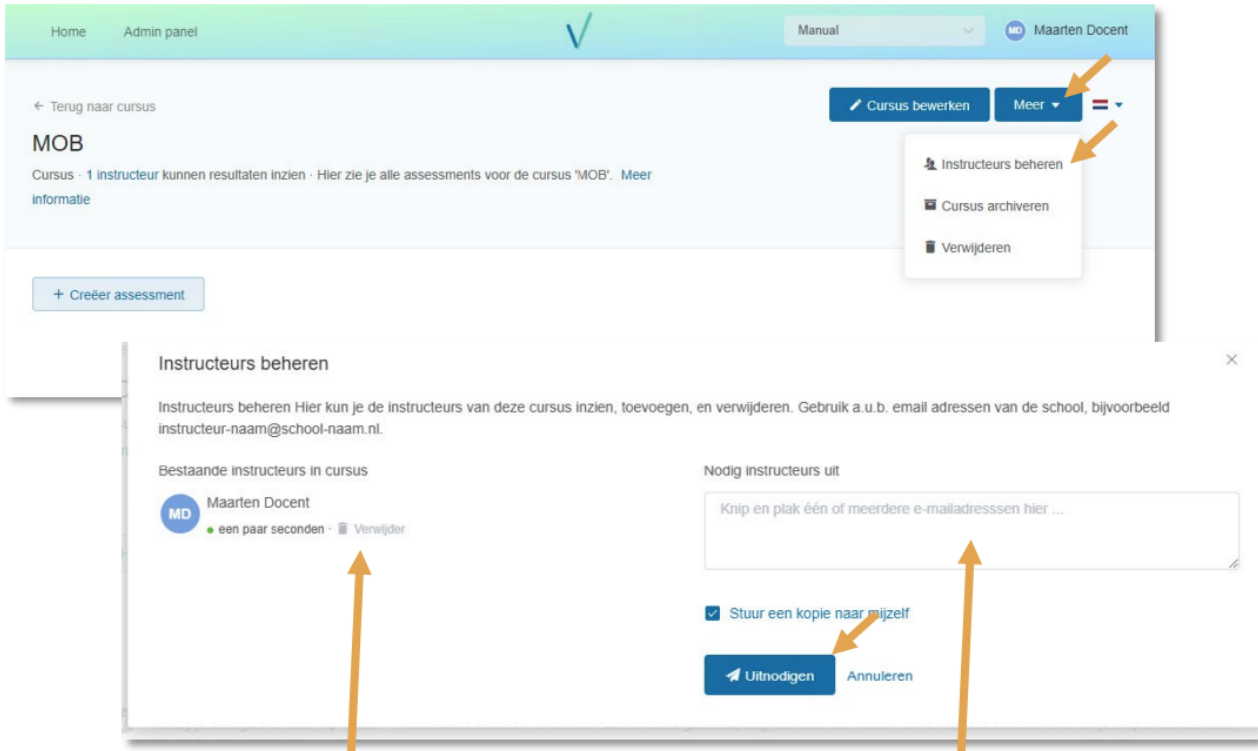 Home
Admin panel
Manual
MD Maarten Docent
← Terug naar cursus
Cursus bewerken
Meer
MOB
Cursus · 1 instructeur kunnen resultaten inzien · Hier zie je alle assessments voor de cursus 'MOB'. Meer
informatie
Instructeurs beheren
Cursus archiveren
Verwijderen
+ Creëer assessment
Instructeurs beheren
Instructeurs beheren Hier kun je de instructeurs van deze cursus inzien, toevoegen, en verwijderen. Gebruik a.u.b. email adressen van de school, bijvoorbeeld
instructeur-naam@school-naam.nl.
Bestaande instructeurs in cursus
MD
Maarten Docent
een paar seconden · Verwijder
Nodig instructeurs uit
Knip en plak één of meerdere e-mailadresssen hier ...
Stuur een kopie naar mijzelf
Uitnodigen
Annuleren